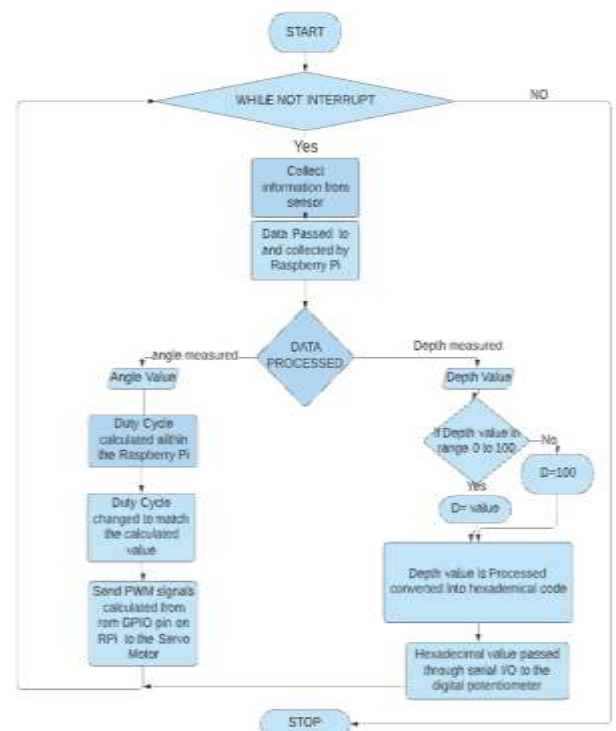 START
WHILE NOT INTERRUPT
NO
Yes
Collect
information from
sensor
Data Passed to
and collected by
Raspberry Pi
DATA
PROCESSED
angle measured
Depth measured
Angle Value
Depth Value
Duty Cycle
calculated within
the Raspberry Pi
If Depth value in
range 0 to 100
No
D=100
Yes
D= value
Duty Cycle
changed to match
the calculated
value
Depth value is Processed
converted into hexademical code
Send PWM signals
calculated from
rom GPIO pin on
RPi to the Servo
Motor
Hexadecimal value passed
through serial I/O to the
digital potentiometer
STOP